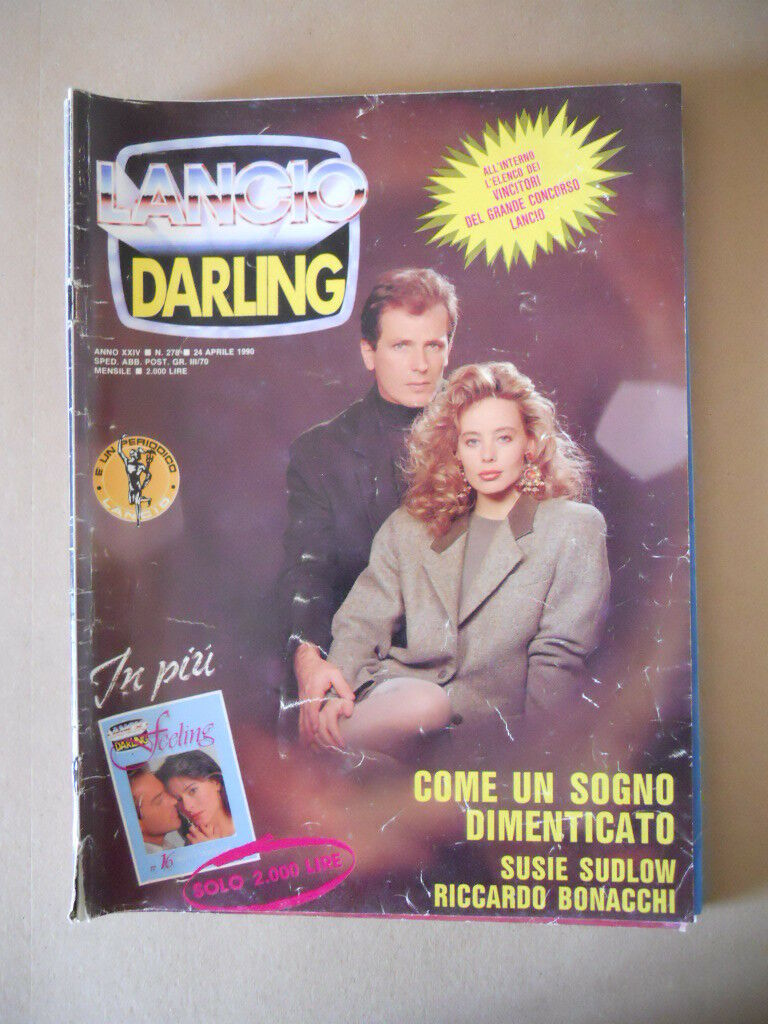 LANCIO
DARLING
ANNO XXIV ■ N. 278 ■ 24 APRILE 1990
SPED. ABB. POST. GR. III/70
MENSILE ■ 2.000 LIRE
ALL'INTERNO
L'ELENCO DEI
VINCITORI
DEL GRANDE CONCORSO
LANCIO
È UN PERIODICO
LANCIO
In più
LANCIO
DARLING
feeling
n° 16
SOLO 2.000 LIRE
COME UN SOGNO
DIMENTICATO
SUSIE SUDLOW
RICCARDO BONACCHI